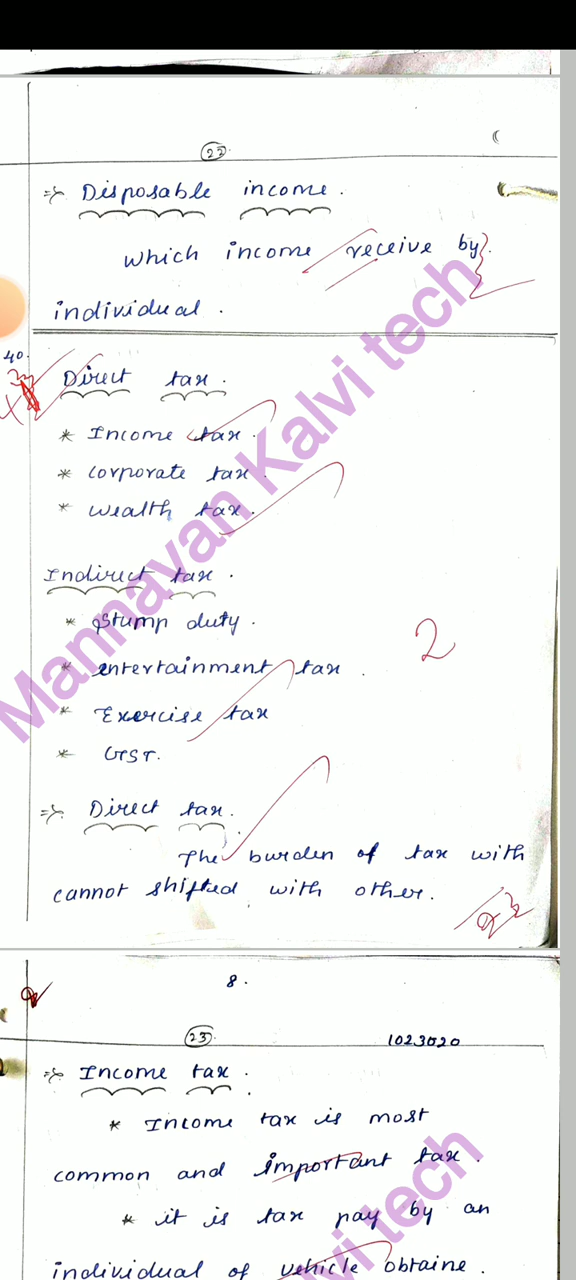 22
=> Disposable income.
which income receive by
individual.
40.
Direct tax.
* Income tax.
* Corporate tax.
* Wealth tax.
Indirect tax.
* Stump duty.
* entertainment tax.
* Exercise tax
* GST.
2
=> Direct tax.
The burden of tax with
cannot shifted with other.
8.
23
1023020
=> Income tax.
* Income tax is most
common and important tax.
* it is tax pay by an
individual of vehicle obtaine.
Mannavan Kalvi tech
vi tech